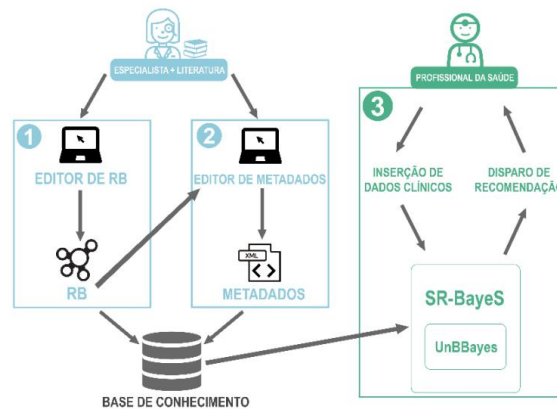 ESPECIALISTA + LITERATURA
PROFISSIONAL DA SAÚDE
1
2
3
EDITOR DE RB
EDITOR DE METADADOS
INSERÇÃO DE
DADOS CLÍNICOS
DISPARO DE
RECOMENDAÇÃO
XML
RB
METADADOS
SR-BayeS
UnBBayes
BASE DE CONHECIMENTO